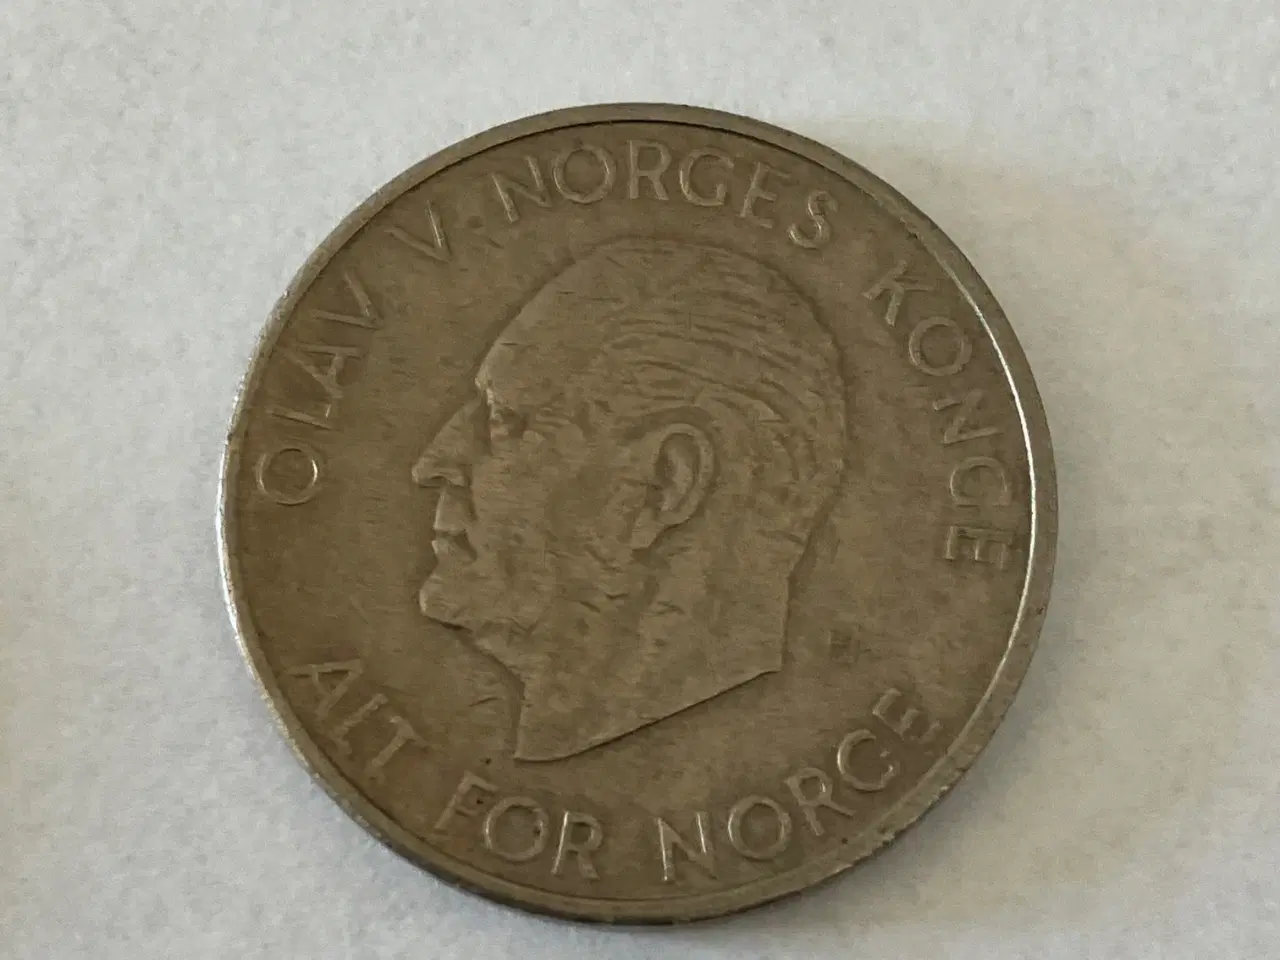 OLAV V · NORGES KONGE
ALT FOR NORGE